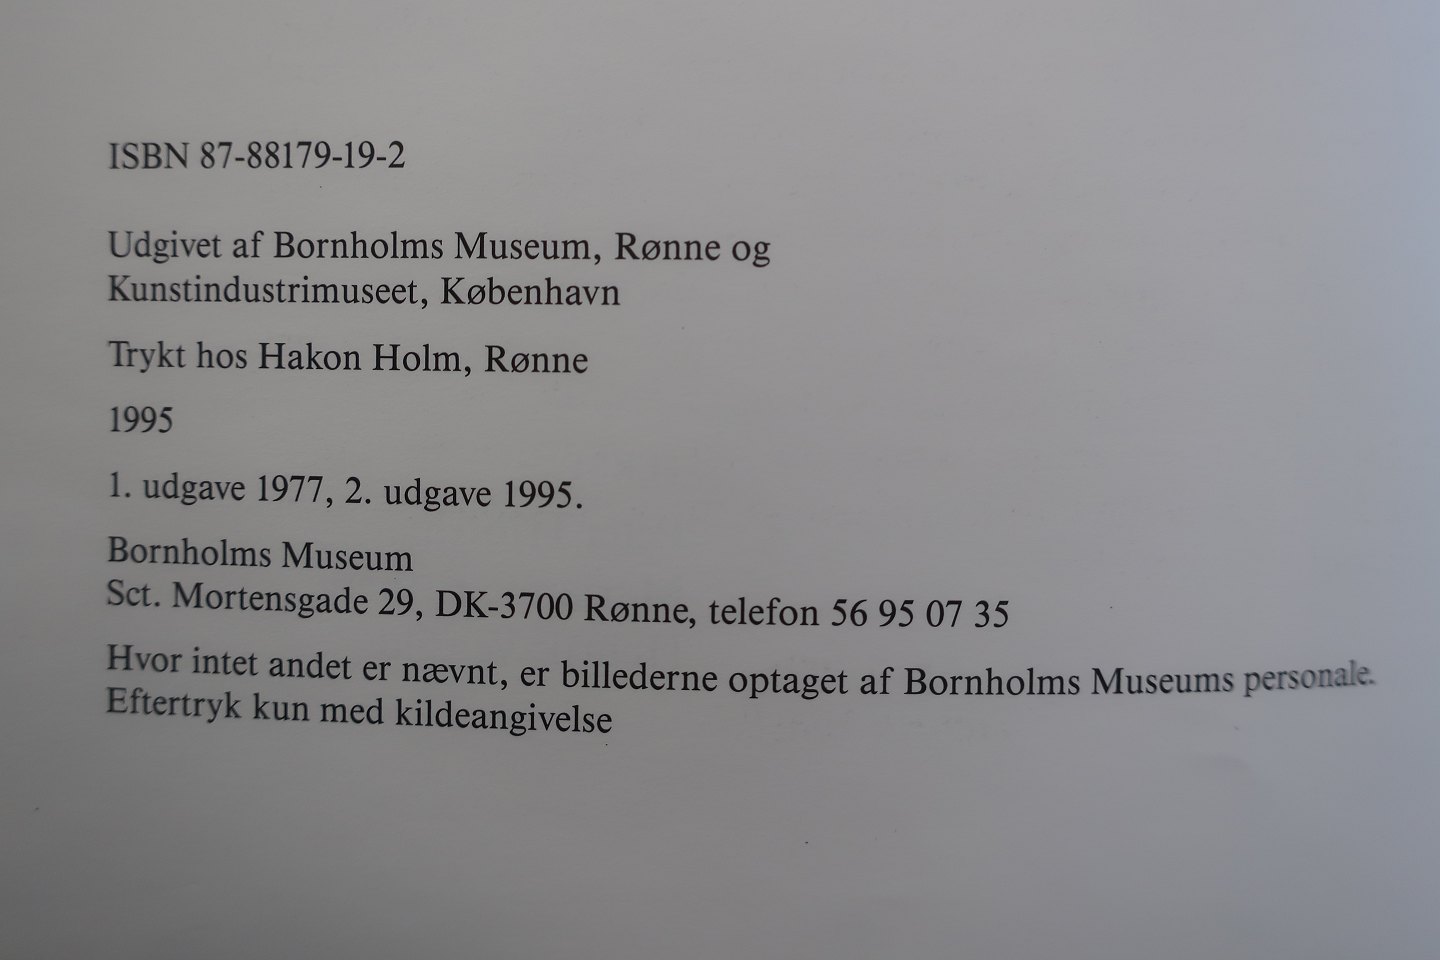 ISBN 87-88179-19-2
Udgivet af Bornholms Museum, Rønne og
Kunstindustrimuseet, København
Trykt hos Hakon Holm, Rønne
1995
1. udgave 1977, 2. udgave 1995.
Bornholms Museum
Sct. Mortensgade 29, DK-3700 Rønne, telefon 56 95 07 35
Hvor intet andet er nævnt, er billederne optaget af Bornholms Museums personale.
Eftertryk kun med kildeangivelse